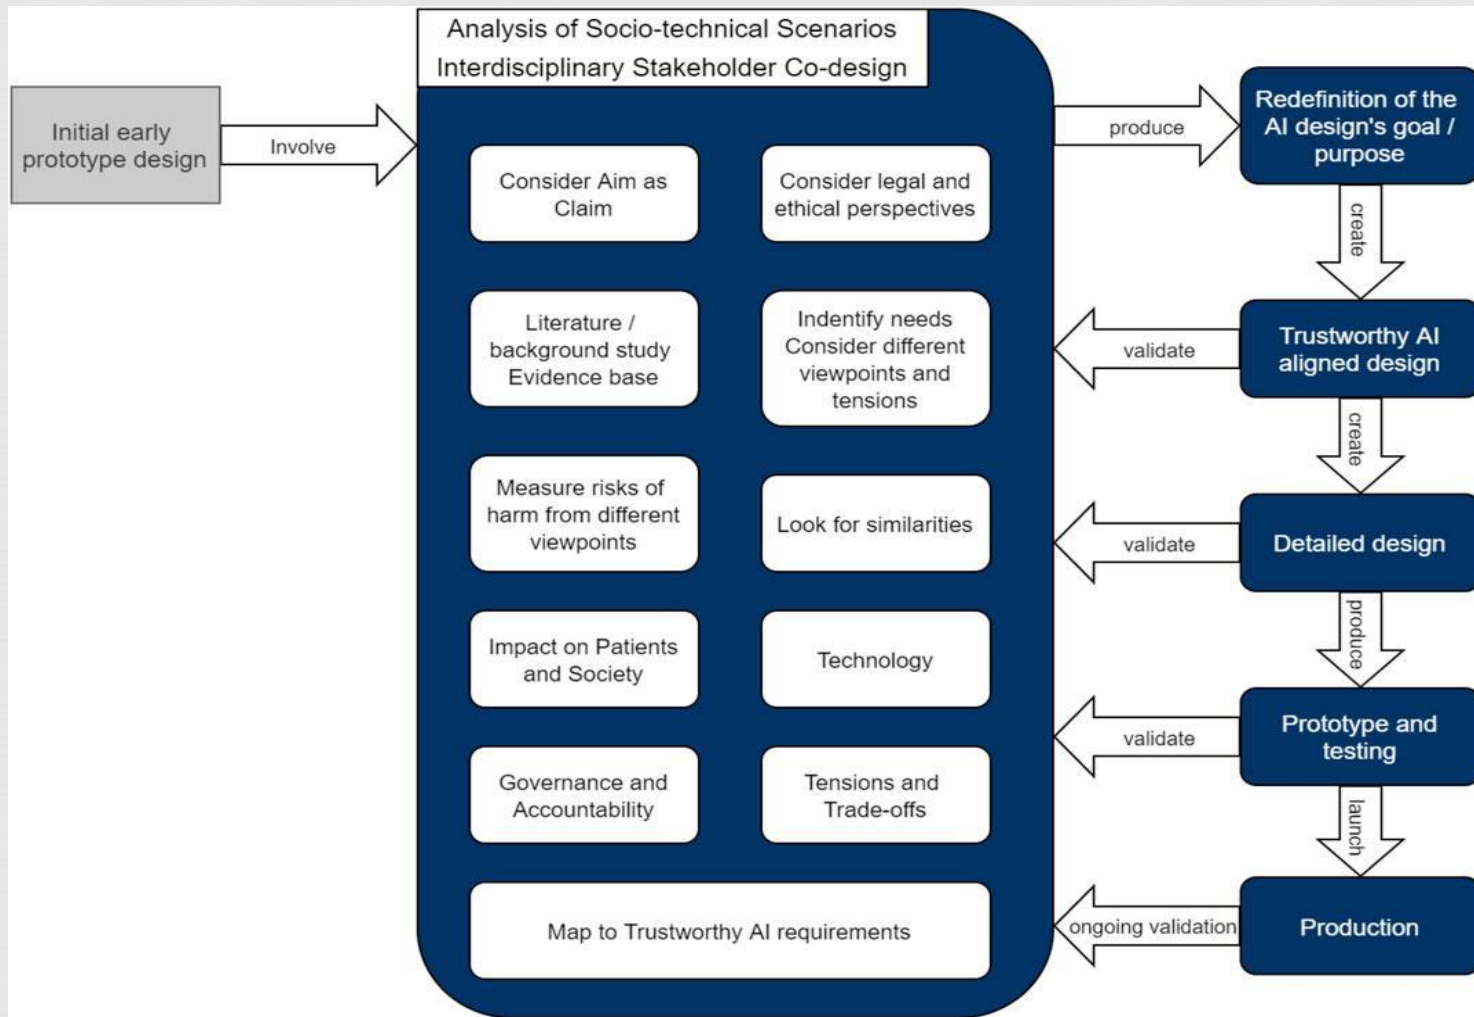 Analysis of Socio-technical Scenarios
Interdisciplinary Stakeholder Co-design
Initial early
prototype design
Involve
Consider Aim as
Claim
Consider legal and
ethical perspectives
Literature /
background study
Evidence base
Indentify needs
Consider different
viewpoints and
tensions
Measure risks of
harm from different
viewpoints
Look for similarities
Impact on Patients
and Society
Technology
Governance and
Accountability
Tensions and
Trade-offs
Map to Trustworthy AI requirements
produce
Redefinition of the
AI design's goal /
purpose
create
validate
Trustworthy AI
aligned design
create
validate
Detailed design
produce
validate
Prototype and
testing
launch
ongoing validation
Production